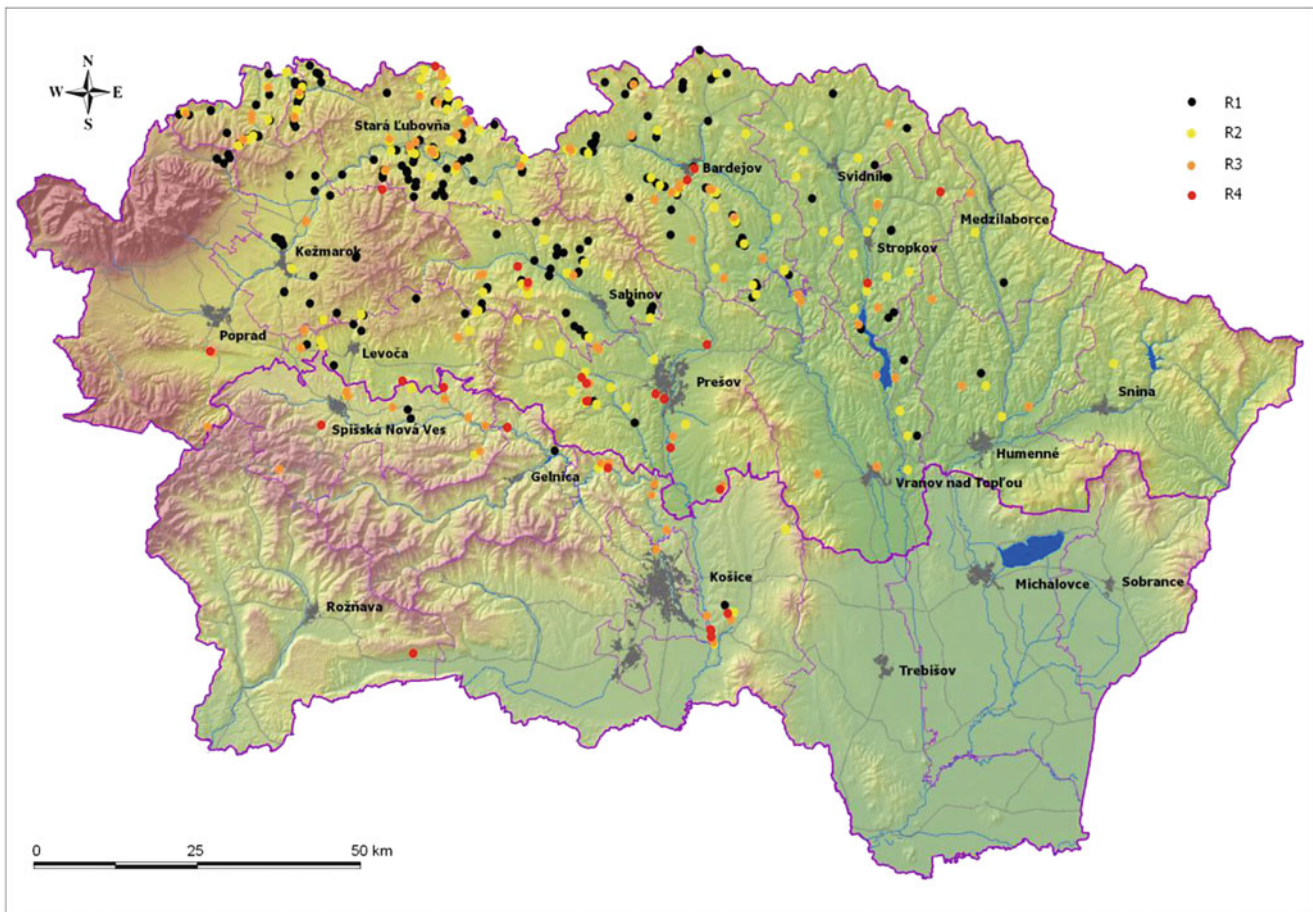 N
W E
S
R1
R2
R3
R4
Stará Ľubovňa
Bardejov
Svidník
Medzilaborce
Stropkov
Kežmarok
Sabinov
Poprad
Levoča
Prešov
Snina
Spišská Nová Ves
Humenné
Gelnica
Vranov nad Topľou
Košice
Michalovce
Sobrance
Rožňava
Trebišov
0 25 50 km